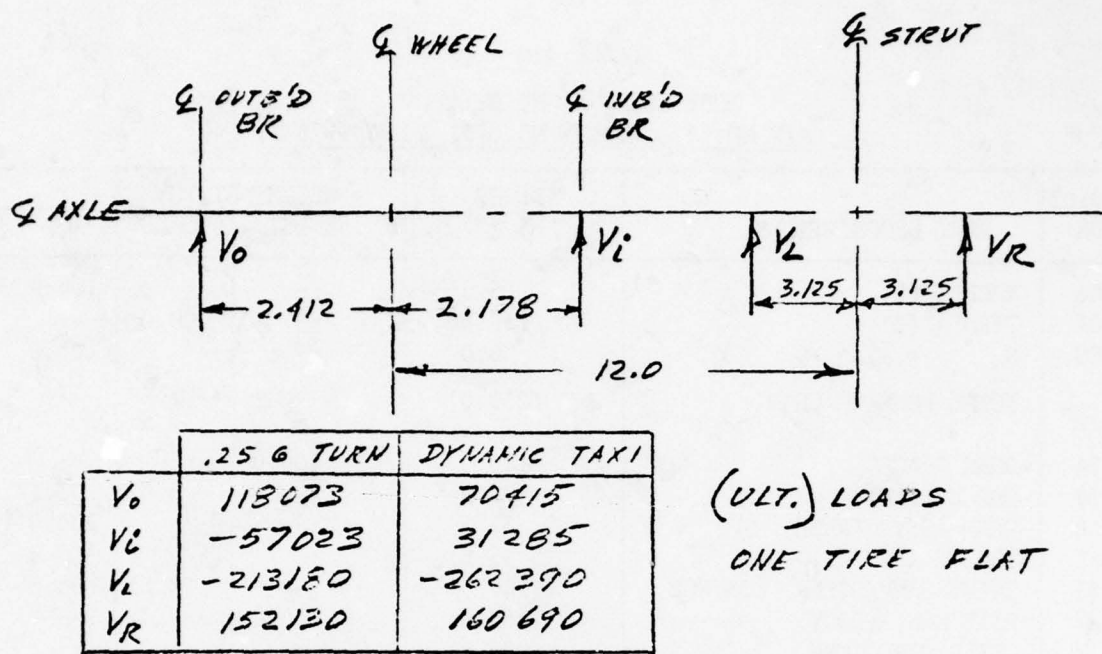 ℄ WHEEL
℄ STRUT
℄ OUTB'D
BR
℄ INB'D
BR
℄ AXLE
Vo Vi VL VR
2.412 2.178 3.125 3.125
12.0
.25 G TURN DYNAMIC TAXI
Vo 118073 70415
Vi -57023 31285
VL -213180 -262390
VR 152130 160690
(ULT.) LOADS
ONE TIRE FLAT